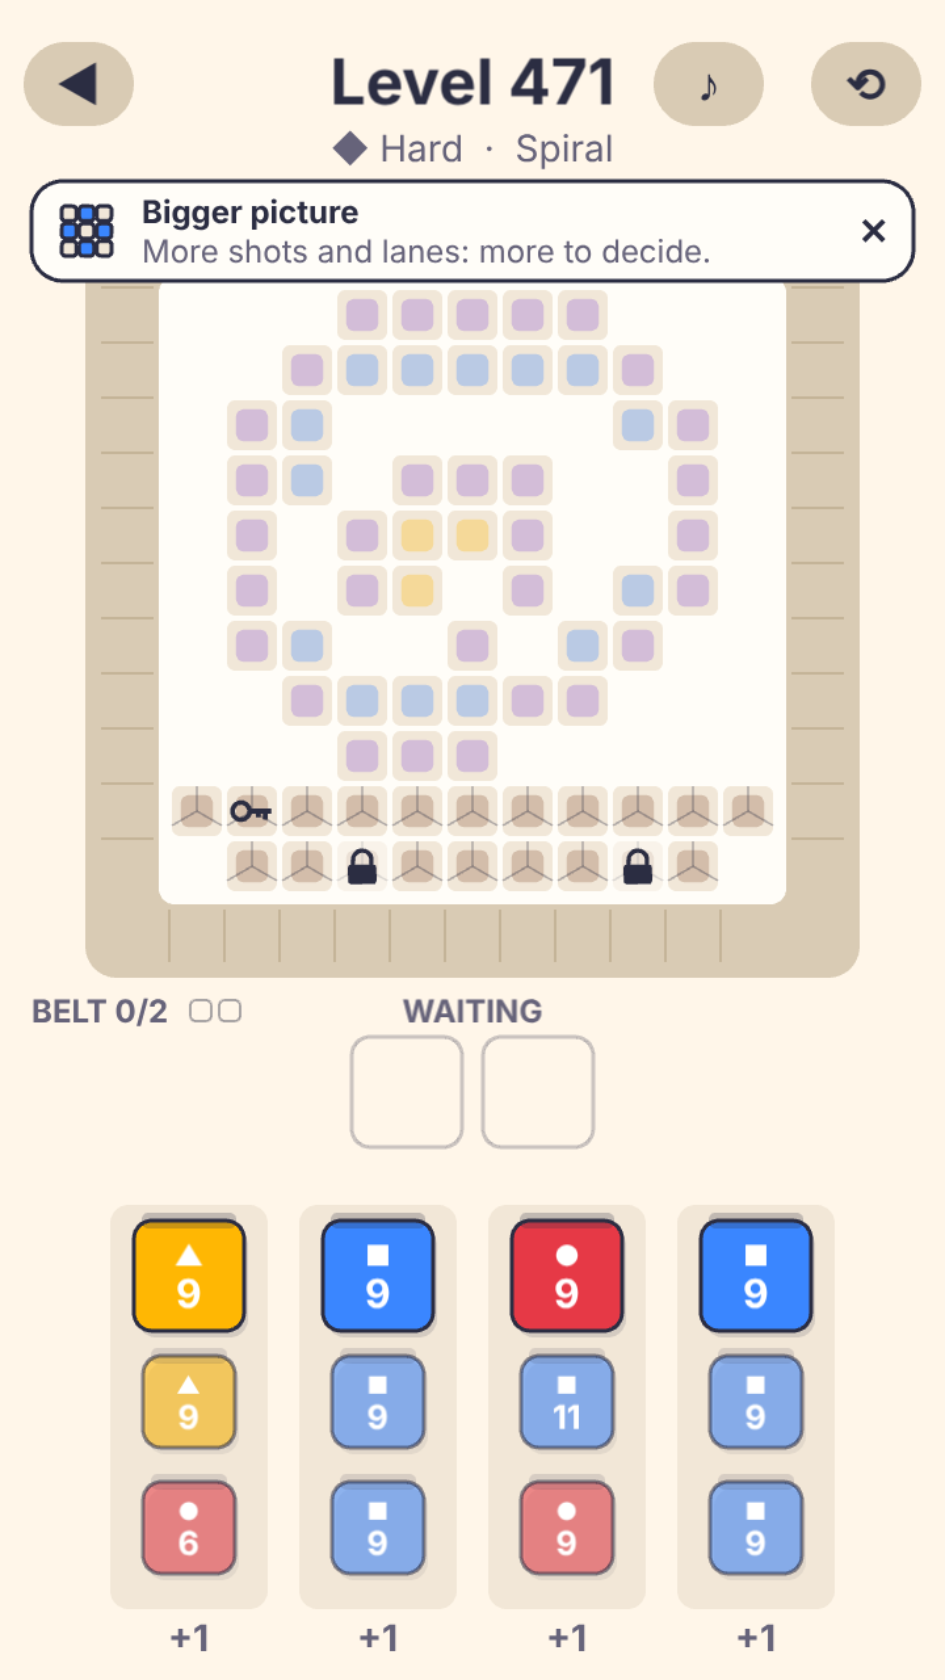 Level 471
Hard · Spiral
Bigger picture
More shots and lanes: more to decide.
BELT 0/2
WAITING
9 9 9 9
9 9 11 9
6 9 9 9
+1 +1 +1 +1